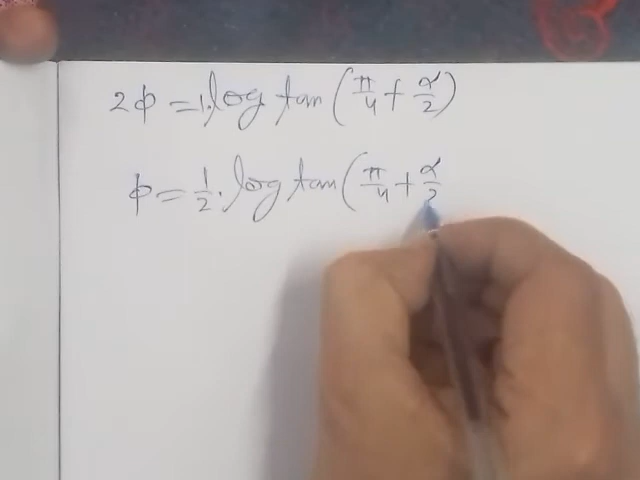 2ϕ = 1. log tan (π/4 + α/2)
ϕ = 1/2 . log tan (π/4 + α/2